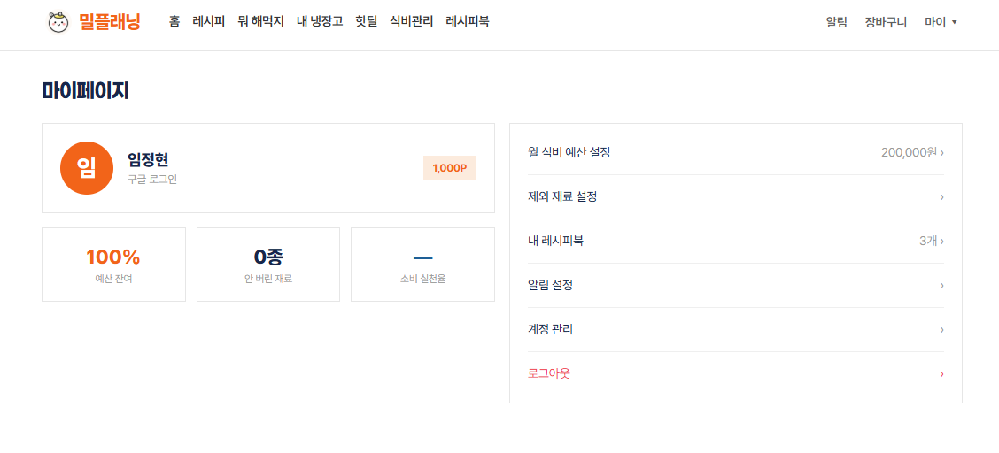 밀플래닝 홈 레시피 뭐 해먹지 내 냉장고 핫딜 식비관리 레시피북 알림 장바구니 마이 ▼
마이페이지
임 임정현
구글 로그인
1,000P
100%
예산 잔여
0종
안 버린 재료
—
소비 실천율
월 식비 예산 설정 200,000원 ›
제외 재료 설정 ›
내 레시피북 3개 ›
알림 설정 ›
계정 관리 ›
로그아웃 ›